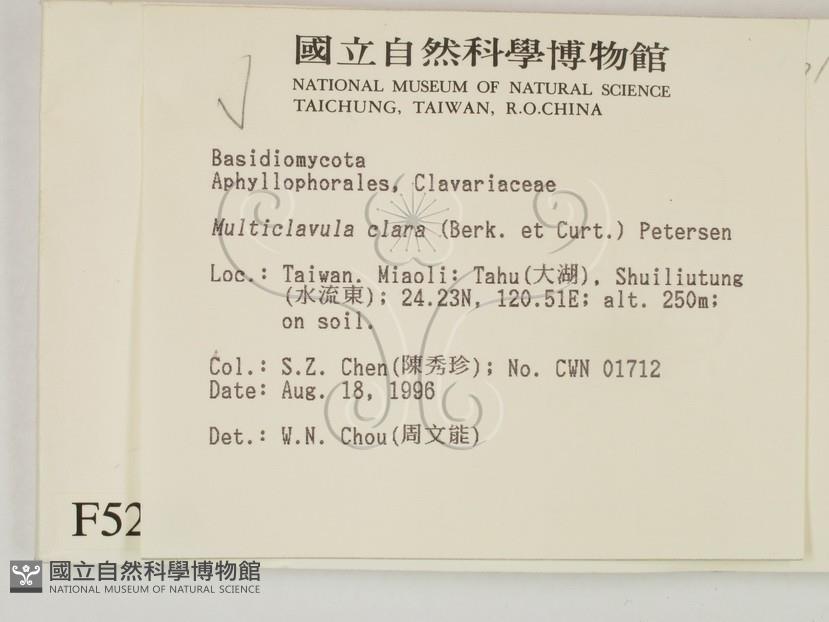 國立自然科學博物館
NATIONAL MUSEUM OF NATURAL SCIENCE
TAICHUNG, TAIWAN, R.O.CHINA
Basidiomycota
Aphyllophorales, Clavariaceae
Multiclavula clara (Berk. et Curt.) Petersen
Loc.: Taiwan. Miaoli: Tahu(大湖), Shuiliutung
(水流東); 24.23N, 120.51E; alt. 250m;
on soil.
Col.: S.Z. Chen(陳秀珍); No. CWN 01712
Date: Aug. 18, 1996
Det.: W.N. Chou(周文能)
F52
國立自然科學博物館
NATIONAL MUSEUM OF NATURAL SCIENCE